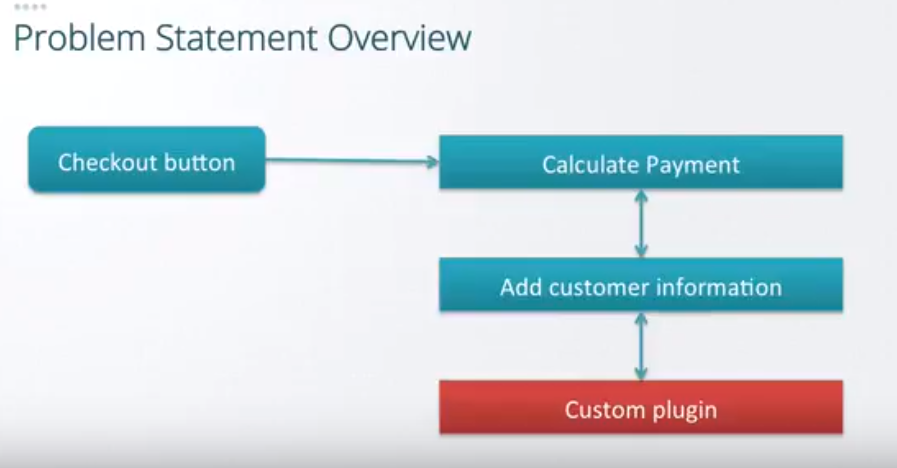 Problem Statement Overview
Checkout button
Calculate Payment
Add customer information
Custom plugin